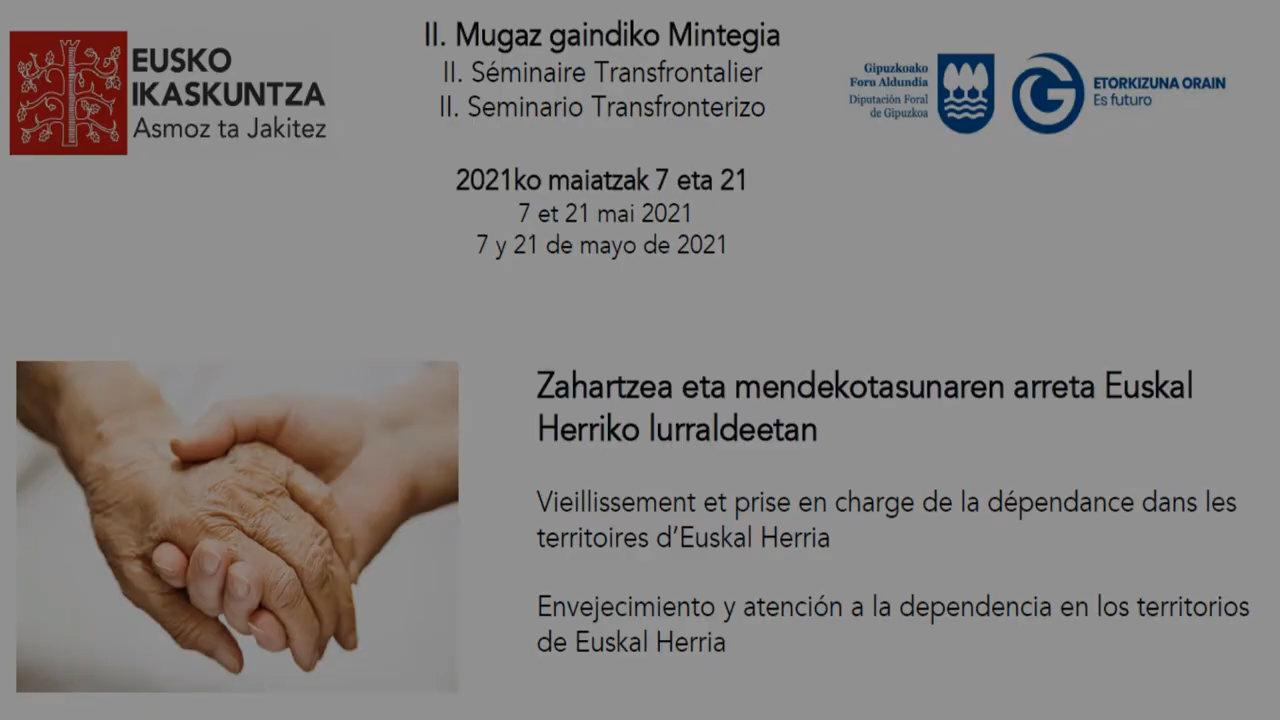 EUSKO
IKASKUNTZA
Asmoz ta Jakitez
II. Mugaz gaindiko Mintegia
II. Séminaire Transfrontalier
II. Seminario Transfronterizo
Gipuzkoako
Foru Aldundia
Diputación Foral
de Gipuzkoa
ETORKIZUNA ORAIN
Es futuro
2021ko maiatzak 7 eta 21
7 et 21 mai 2021
7 y 21 de mayo de 2021
Zahartzea eta mendekotasunaren arreta Euskal
Herriko lurraldeetan
Vieillissement et prise en charge de la dépendance dans les
territoires d’Euskal Herria
Envejecimiento y atención a la dependencia en los territorios
de Euskal Herria